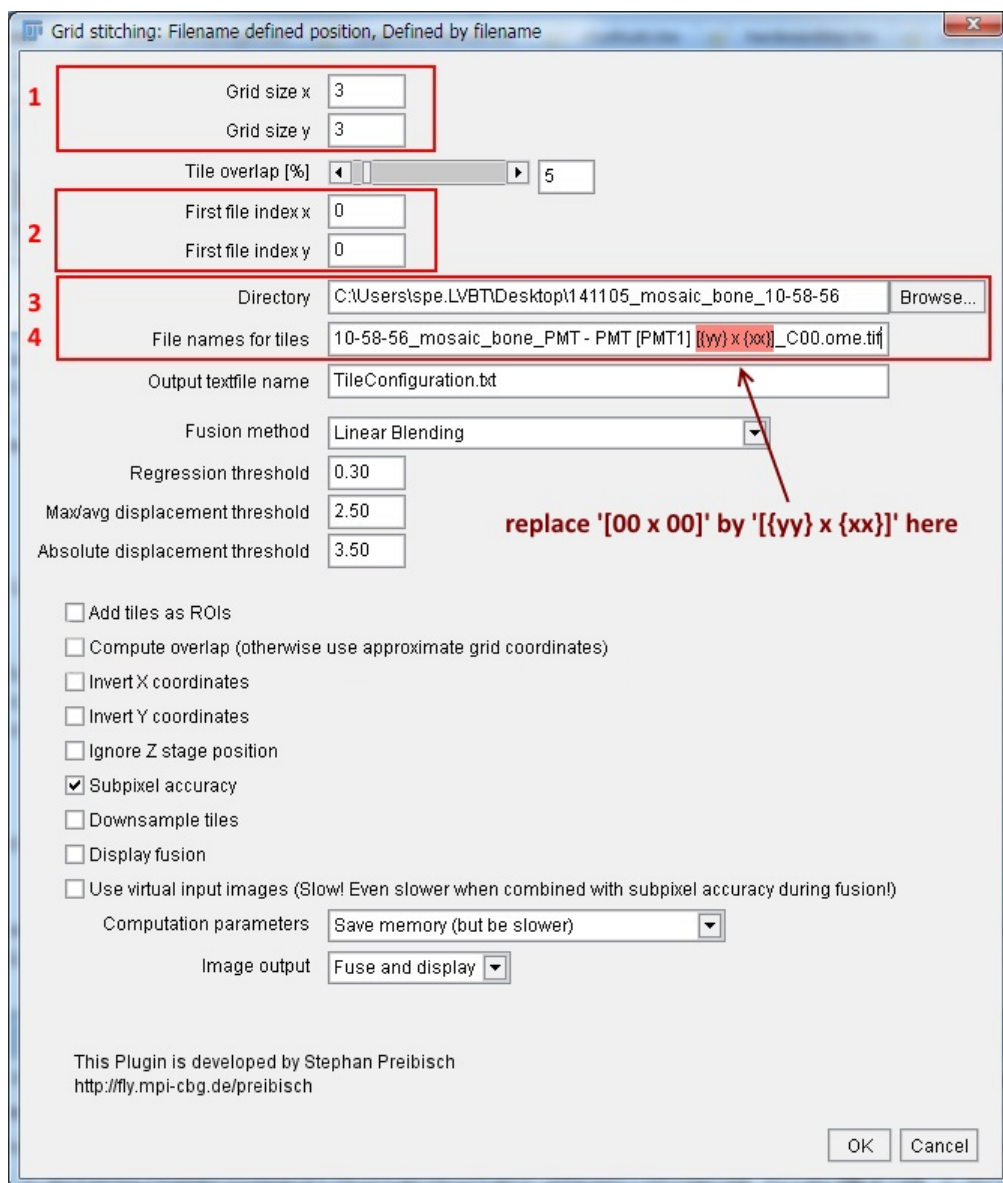 Grid stitching: Filename defined position, Defined by filename
1
Grid size x 3
Grid size y 3
Tile overlap [%] 5
2
First file index x 0
First file index y 0
3
Directory C:\Users\spe.LVBT\Desktop\141105_mosaic_bone_10-58-56 Browse...
4
File names for tiles 10-58-56_mosaic_bone_PMT - PMT [PMT1] [{yy} x {xx}]_C00.ome.tif
Output textfile name TileConfiguration.txt
Fusion method Linear Blending
Regression threshold 0.30
Max/avg displacement threshold 2.50
replace '[00 x 00]' by '[{yy} x {xx}]' here
Absolute displacement threshold 3.50
Add tiles as ROIs
Compute overlap (otherwise use approximate grid coordinates)
Invert X coordinates
Invert Y coordinates
Ignore Z stage position
Subpixel accuracy
Downsample tiles
Display fusion
Use virtual input images (Slow! Even slower when combined with subpixel accuracy during fusion!)
Computation parameters Save memory (but be slower)
Image output Fuse and display
This Plugin is developed by Stephan Preibisch
http://fly.mpi-cbg.de/preibisch
OK Cancel